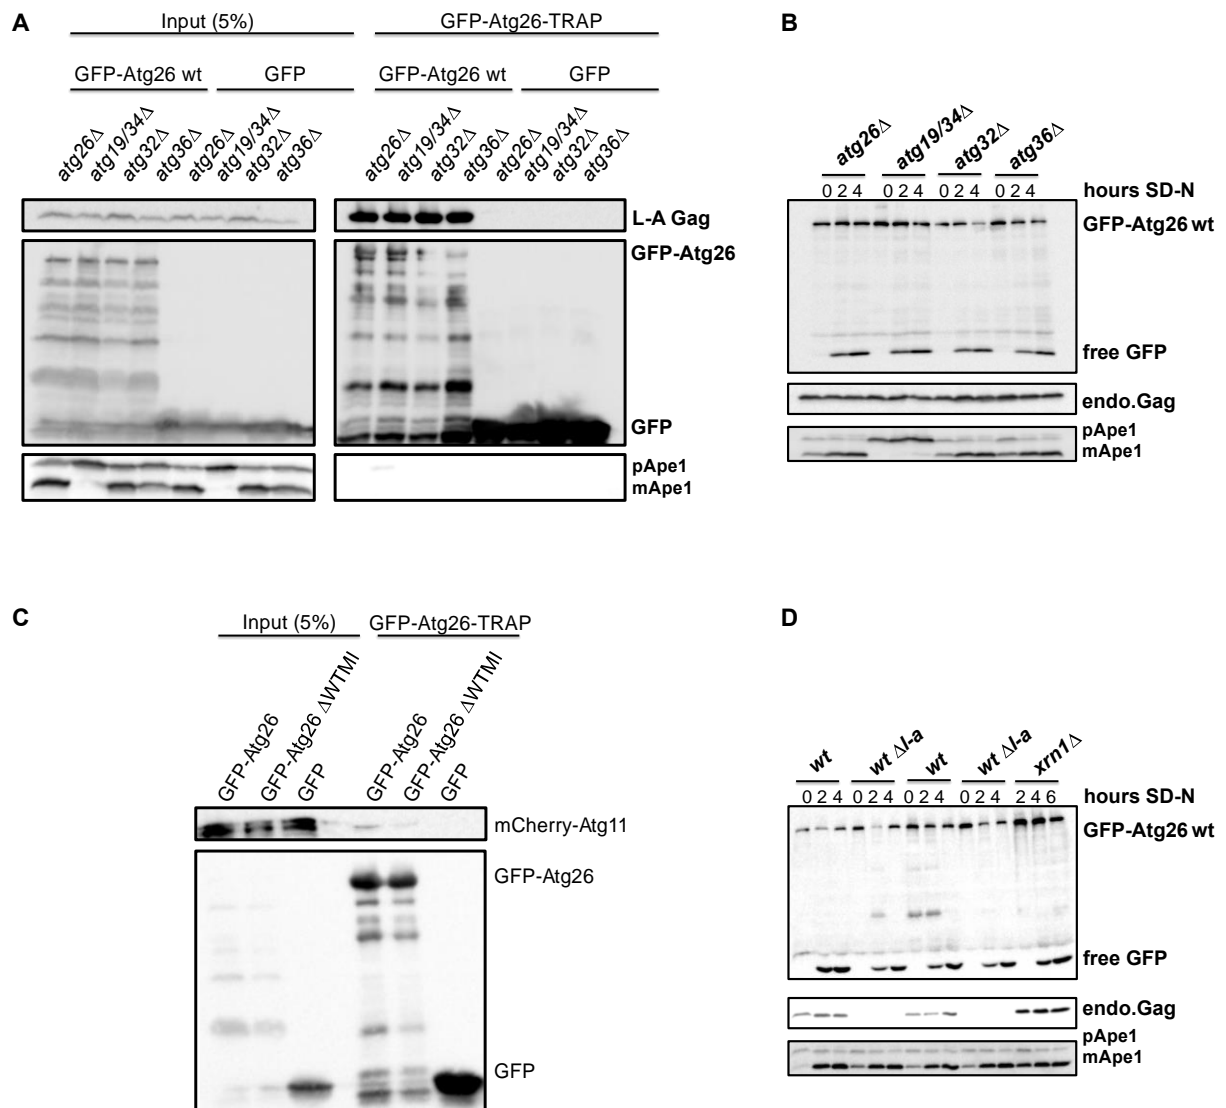 A
Input (5%)
GFP-Atg26-TRAP
GFP-Atg26 wt
GFP
GFP-Atg26 wt
GFP
atg26Δ
atg19/34Δ
atg32Δ
atg36Δ
atg26Δ
atg19/34Δ
atg32Δ
atg36Δ
atg26Δ
atg19/34Δ
atg32Δ
atg36Δ
atg26Δ
atg19/34Δ
atg32Δ
atg36Δ
L-A Gag
GFP-Atg26
GFP
pApe1
mApe1
B
atg26Δ
atg19/34Δ
atg32Δ
atg36Δ
0 2 4 0 2 4 0 2 4 0 2 4 hours SD-N
GFP-Atg26 wt
free GFP
endo.Gag
pApe1
mApe1
C
Input (5%)
GFP-Atg26-TRAP
GFP-Atg26
GFP-Atg26 ΔWTMI
GFP
GFP-Atg26
GFP-Atg26 ΔWTMI
GFP
mCherry-Atg11
GFP-Atg26
GFP
D
wt
wt Δl-a
wt
wt Δl-a
xrn1Δ
0 2 4 0 2 4 0 2 4 0 2 4 2 4 6 hours SD-N
GFP-Atg26 wt
free GFP
endo.Gag
pApe1
mApe1